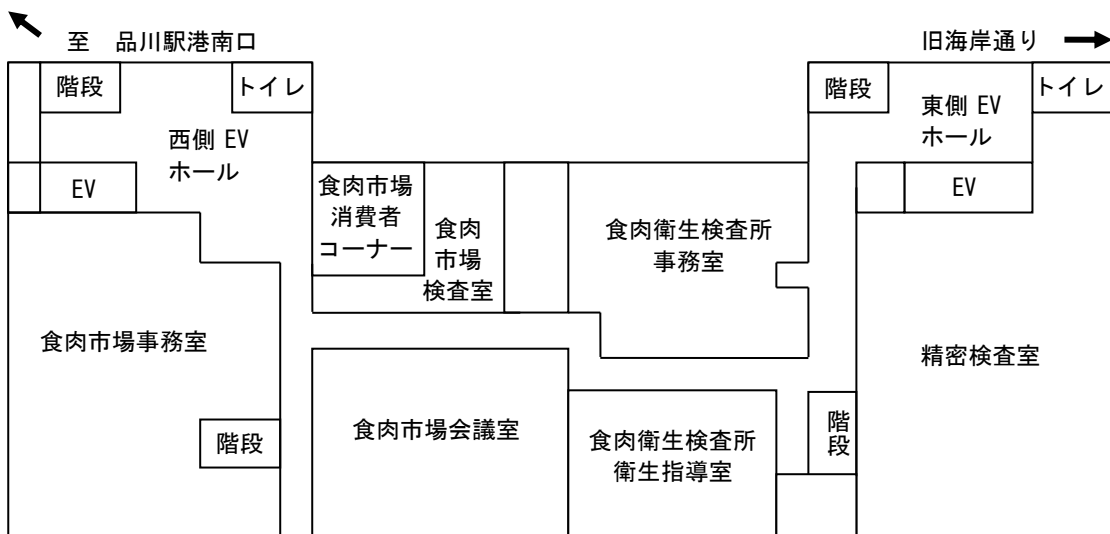 至　品川駅港南口
旧海岸通り
階段
トイレ
階段
トイレ
東側 EV
ホール
西側 EV
ホール
EV
EV
食肉市場
消費者
コーナー
食肉
市場
検査室
食肉衛生検査所
事務室
食肉市場事務室
精密検査室
階段
食肉市場会議室
食肉衛生検査所
衛生指導室
階
段